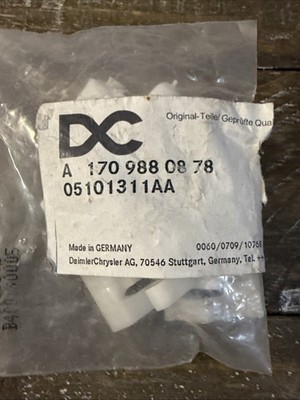 DC
Original-Teile/ Geprüfte Qua
A 170 988 08 78
05101311AA
Made in GERMANY
0060/0709/10768
DaimlerChrysler AG, 70546 Stuttgart, Germany, Tel.